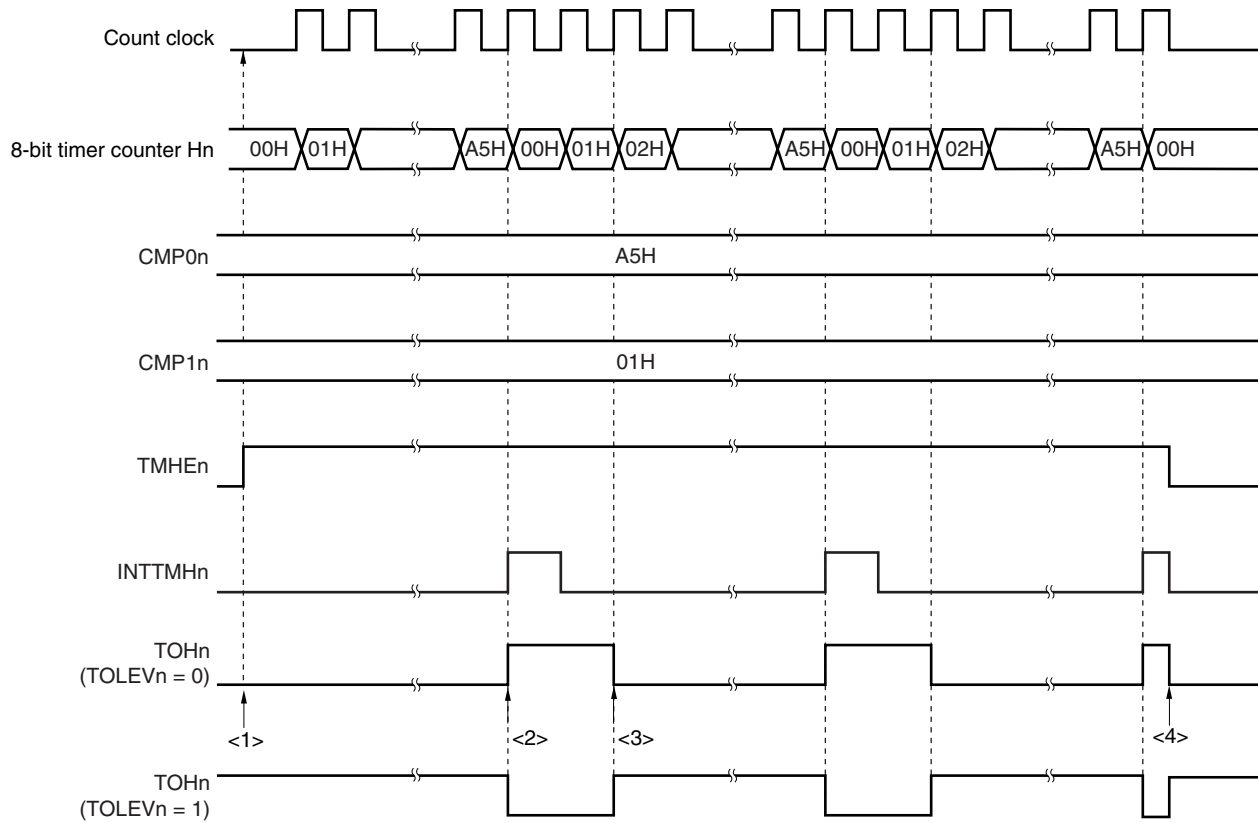 Count clock
8-bit timer counter Hn
00H 01H A5H 00H 01H 02H A5H 00H 01H 02H A5H 00H
CMP0n
A5H
CMP1n
01H
TMHEn
INTTMHn
TOHn
(TOLEVn = 0)
<1> <2> <3> <4>
TOHn
(TOLEVn = 1)